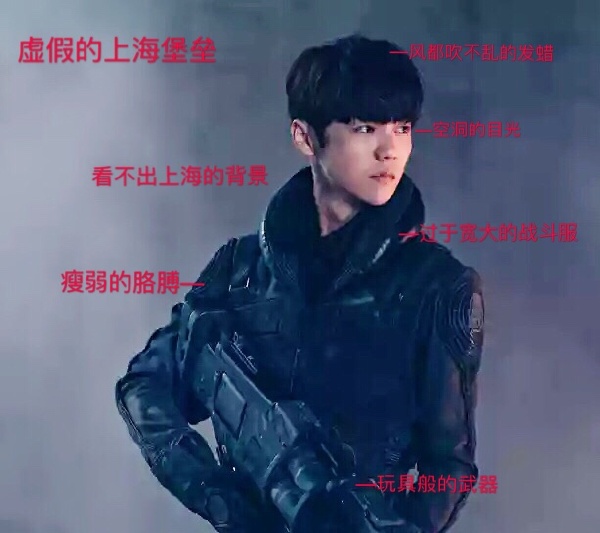 虚假的上海堡垒
—风都吹不乱的发蜡
—空洞的目光
看不出上海的背景
—过于宽大的战斗服
瘦弱的胳膊—
—玩具般的武器